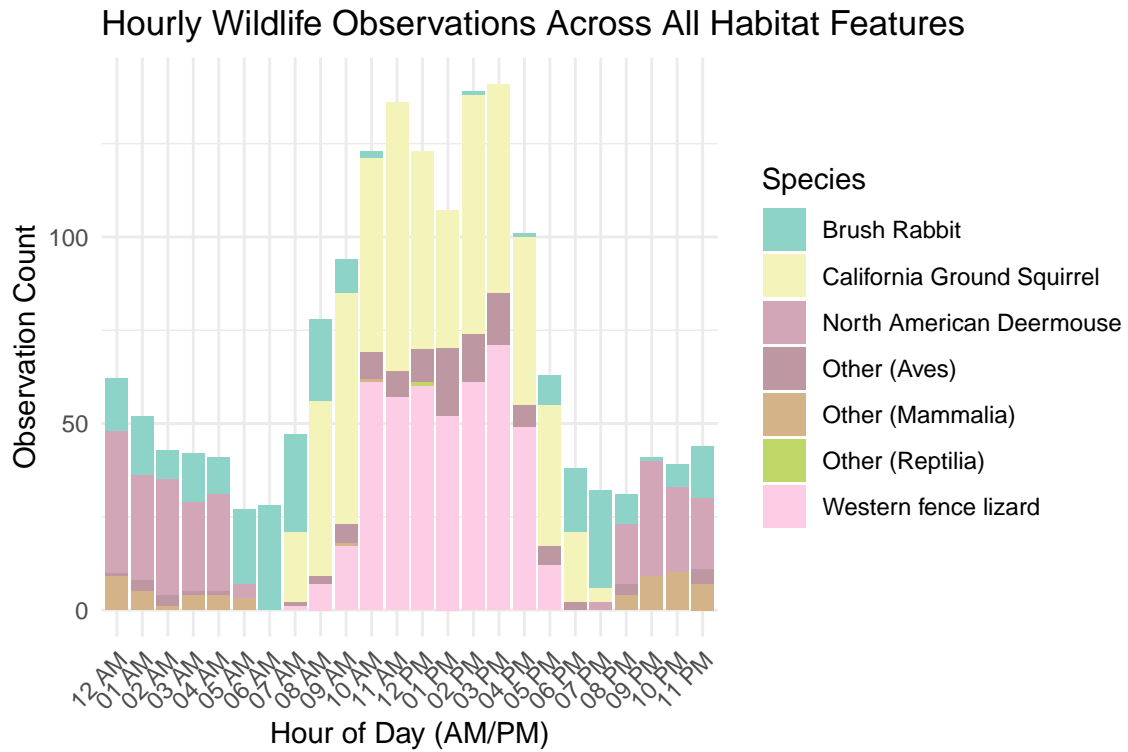 Hourly Wildlife Observations Across All Habitat Features
Observation Count
100
50
0
12 AM
01 AM
02 AM
03 AM
04 AM
05 AM
06 AM
07 AM
08 AM
09 AM
10 AM
11 AM
12 PM
01 PM
02 PM
03 PM
04 PM
05 PM
06 PM
07 PM
08 PM
09 PM
10 PM
11 PM
Hour of Day (AM/PM)
Species
Brush Rabbit
California Ground Squirrel
North American Deermouse
Other (Aves)
Other (Mammalia)
Other (Reptilia)
Western fence lizard